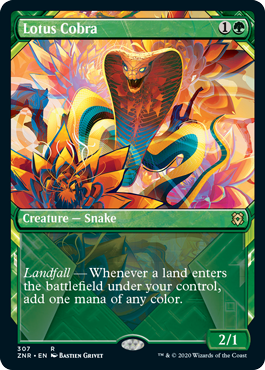 Lotus Cobra 1
Creature — Snake
Landfall — Whenever a land enters
the battlefield under your control,
add one mana of any color.
2/1
307 R
ZNR • EN Bastien Grivet
™ & © 2020 Wizards of the Coast